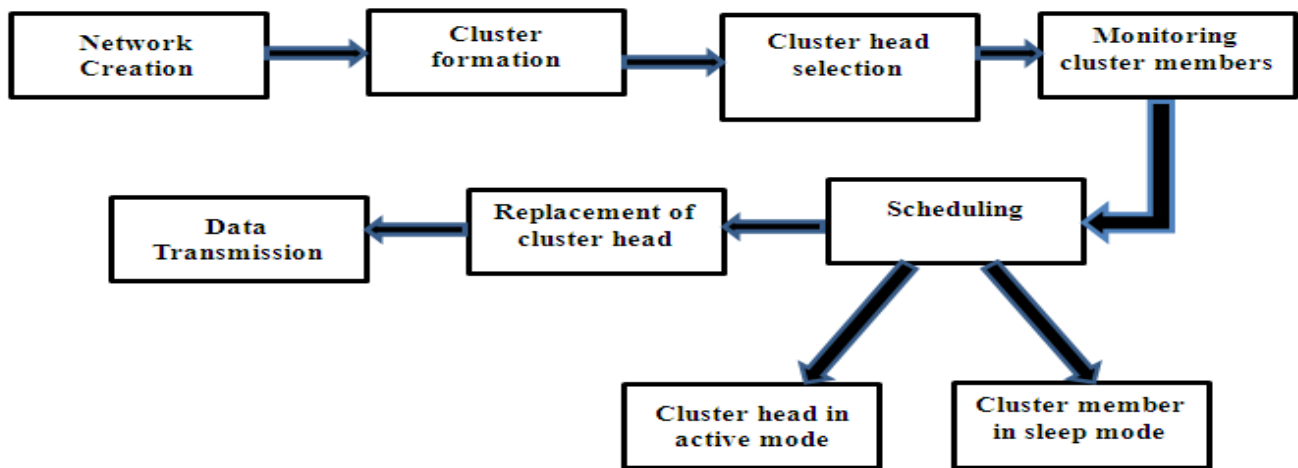 Network
Creation
Cluster
formation
Cluster head
selection
Monitoring
cluster members
Scheduling
Replacement of
cluster head
Data
Transmission
Cluster head in
active mode
Cluster member
in sleep mode